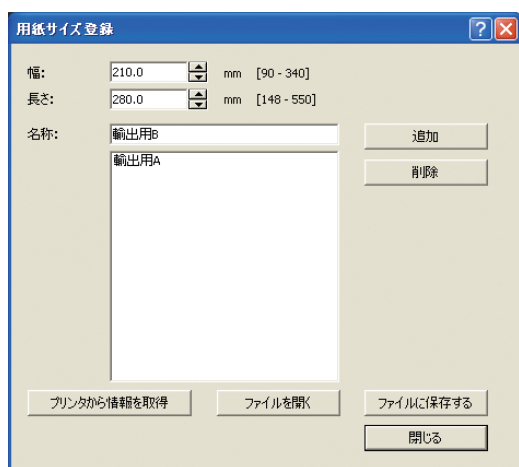 用紙サイズ登録
幅: 210.0 mm [90 - 340]
長さ: 280.0 mm [148 - 550]
名称: 輸出用B 追加
輸出用A 削除
プリンタから情報を取得 ファイルを開く ファイルに保存する
閉じる